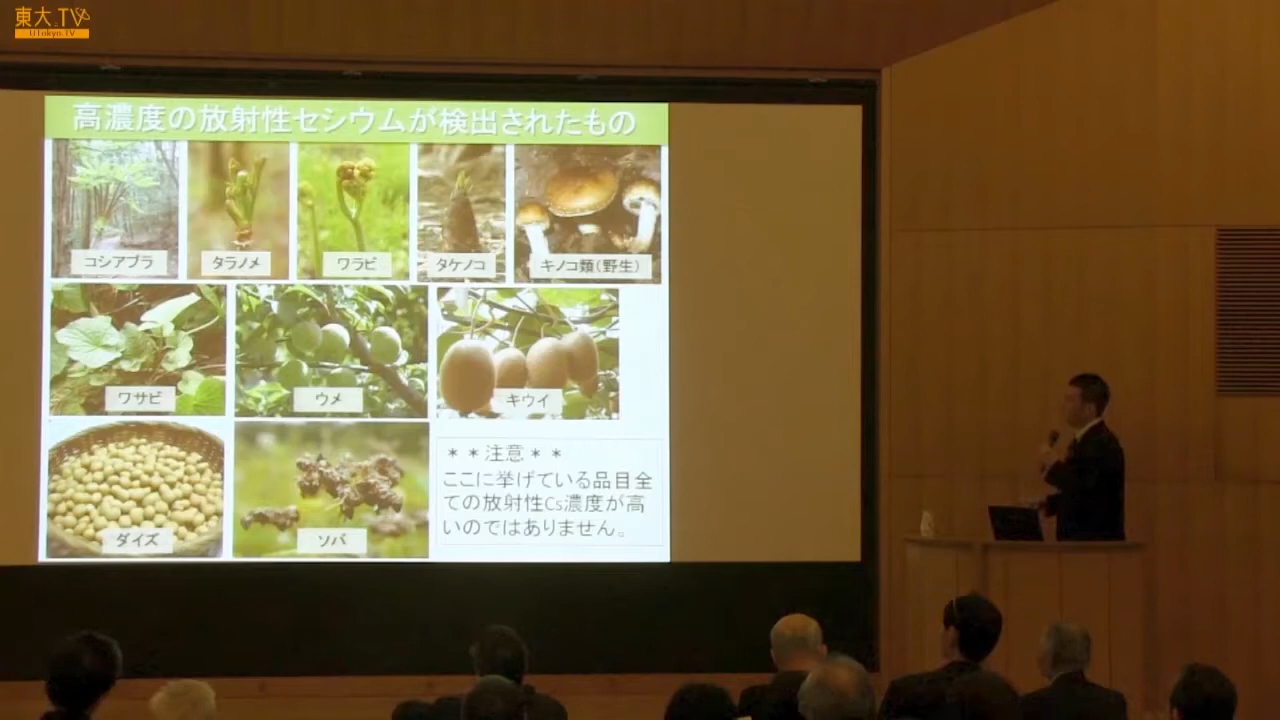 東大.TV
UTokyo.TV
高濃度の放射性セシウムが検出されたもの
コシアブラ
タラノメ
ワラビ
タケノコ
キノコ類(野生)
ワサビ
ウメ
キウイ
ダイズ
ソバ
**注意**
ここに挙げている品目全
ての放射性Cs濃度が高
いのではありません。